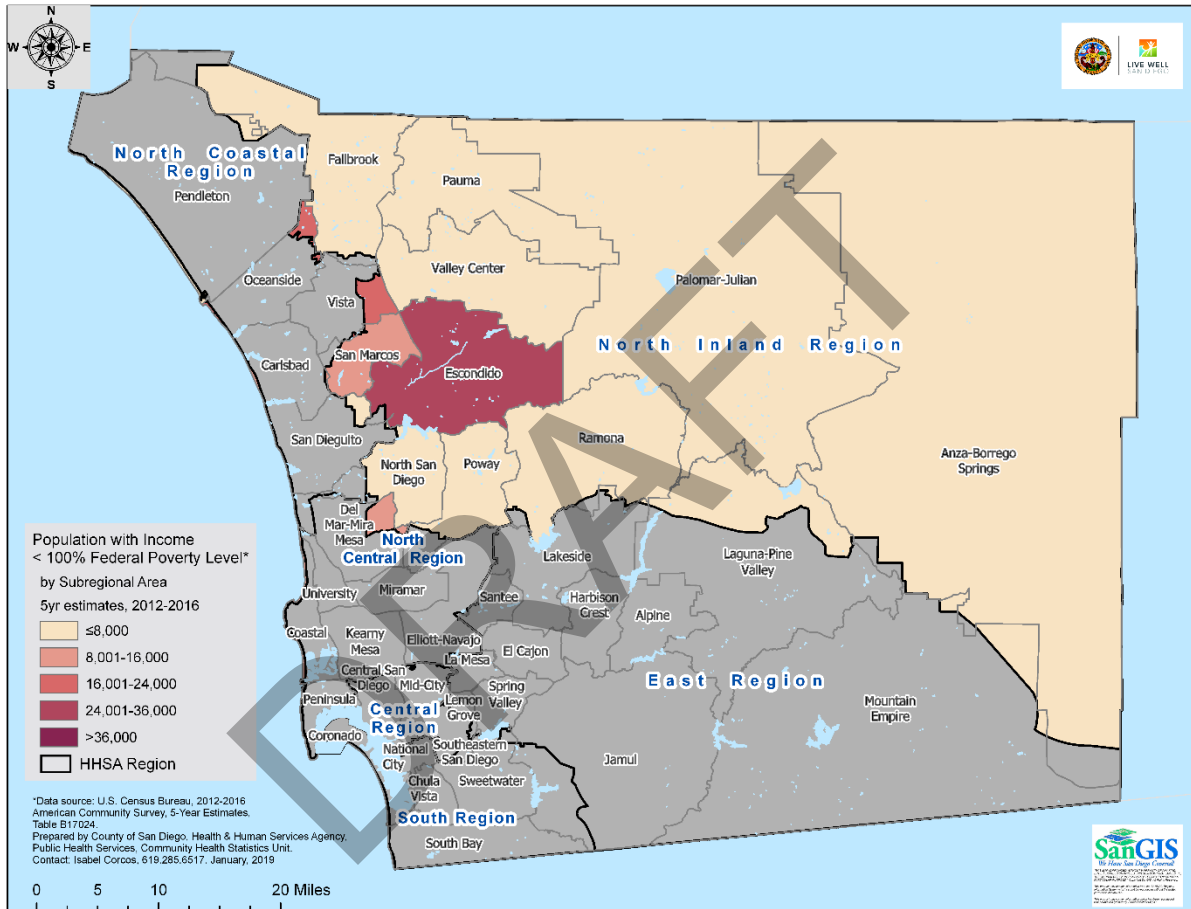 N
W E
S
LIVE WELL
SAN DIEGO
North Coastal
Region
Pendleton
Fallbrook
Pauma
Valley Center
Palomar-Julian
Oceanside
Vista
North Inland Region
San Marcos
Carlsbad
Escondido
San Dieguito
Ramona
North San
Diego
Poway
Anza-Borrego
Springs
Del
Mar-Mira
Mesa
North
Central Region
Lakeside
Laguna-Pine
Valley
University
Miramar
Santee
Harbison
Crest
Alpine
Coastal
Kearny
Mesa
Elliott-Navajo
La Mesa
El Cajon
Central San
Diego
Mid-City
East Region
Peninsula
Lemon
Grove
Spring
Valley
Mountain
Empire
Central
Region
Coronado
National
City
Southeastern
San Diego
Jamul
Chula
Vista
Sweetwater
South Region
South Bay
DRAFT
Population with Income
< 100% Federal Poverty Level*
by Subregional Area
5yr estimates, 2012-2016
≤8,000
8,001-16,000
16,001-24,000
24,001-36,000
>36,000
HHSA Region
*Data source: U.S. Census Bureau, 2012-2016
American Community Survey, 5-Year Estimates,
Table B17024.
Prepared by County of San Diego, Health & Human Services Agency,
Public Health Services, Community Health Statistics Unit.
Contact: Isabel Corcos, 619.285.6517. January, 2019
0 5 10 20 Miles
SanGIS
We Have San Diego Covered!